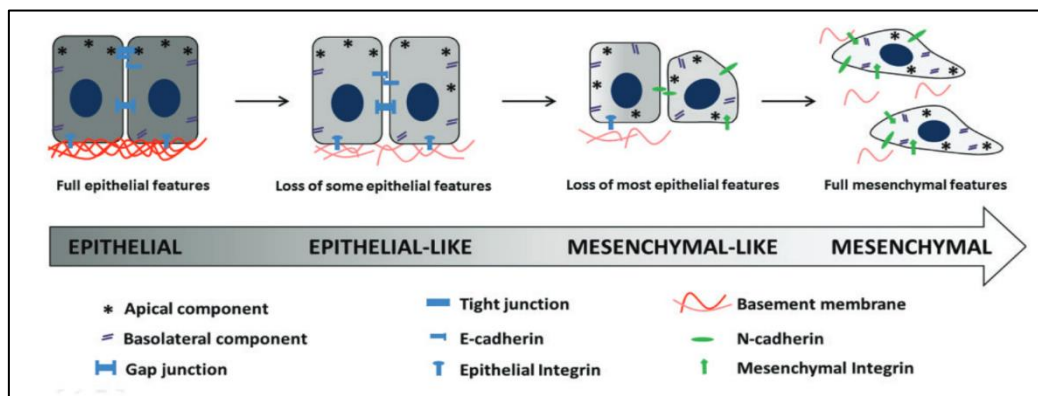 Full epithelial features
Loss of some epithelial features
Loss of most epithelial features
Full mesenchymal features
EPITHELIAL
EPITHELIAL-LIKE
MESENCHYMAL-LIKE
MESENCHYMAL
* Apical component
Basolateral component
Gap junction
Tight junction
E-cadherin
Epithelial Integrin
Basement membrane
N-cadherin
Mesenchymal Integrin